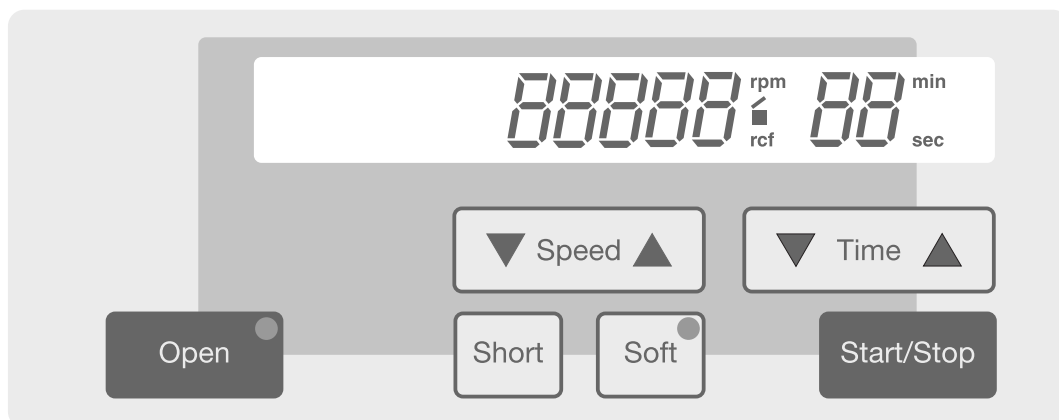 88888 rpm 88 min
rcf sec
Speed Time
Open Short Soft Start/Stop